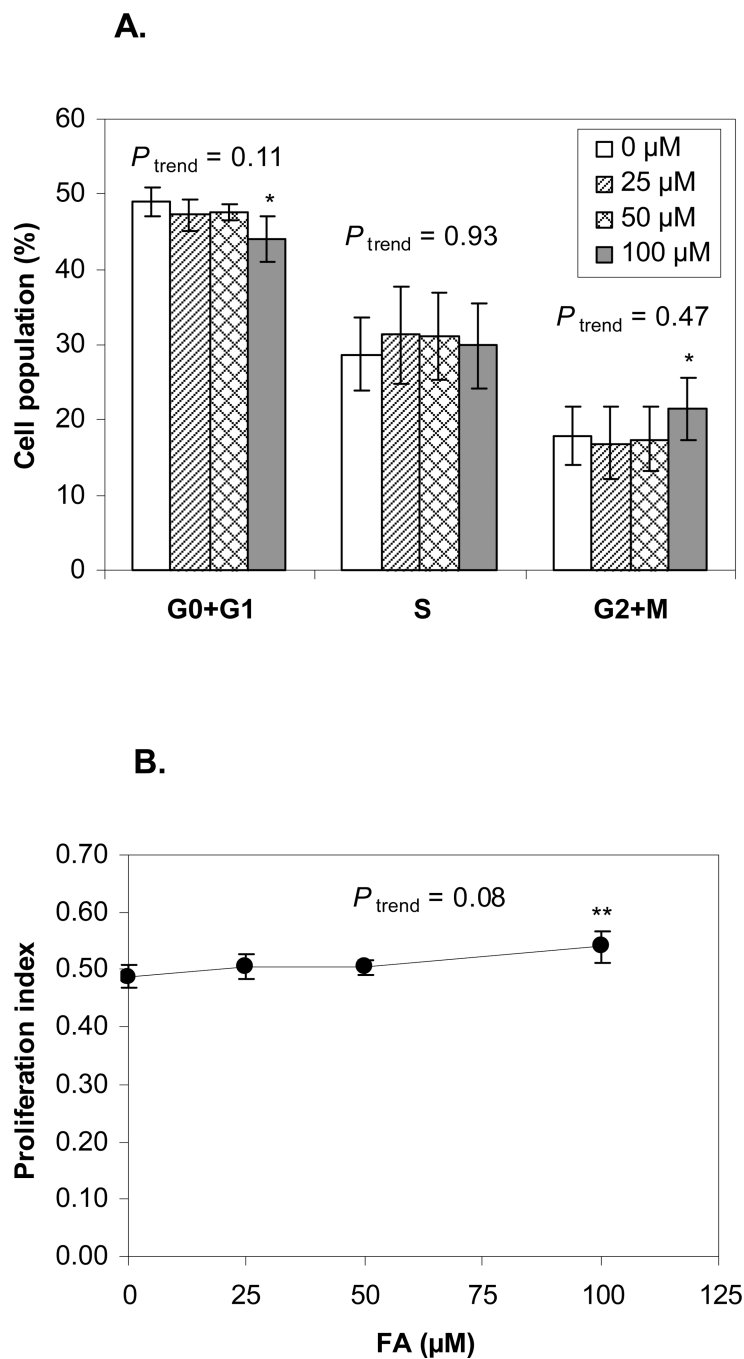 A.
Cell population (%)
60
50
40
30
20
10
0
P trend = 0.11
*
P trend = 0.93
P trend = 0.47
*
0 µM
25 µM
50 µM
100 µM
G0+G1 S G2+M
B.
Proliferation index
0.70
0.60
0.50
0.40
0.30
0.20
0.10
0.00
P trend = 0.08
**
0 25 50 75 100 125
FA (µM)